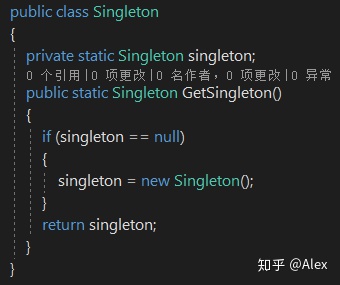 public class Singleton
{
private static Singleton singleton;
0 个引用|0 项更改|0 名作者，0 项更改|0 异常
public static Singleton GetSingleton()
{
if (singleton == null)
{
singleton = new Singleton();
}
return singleton;
}
}
知乎 @Alex